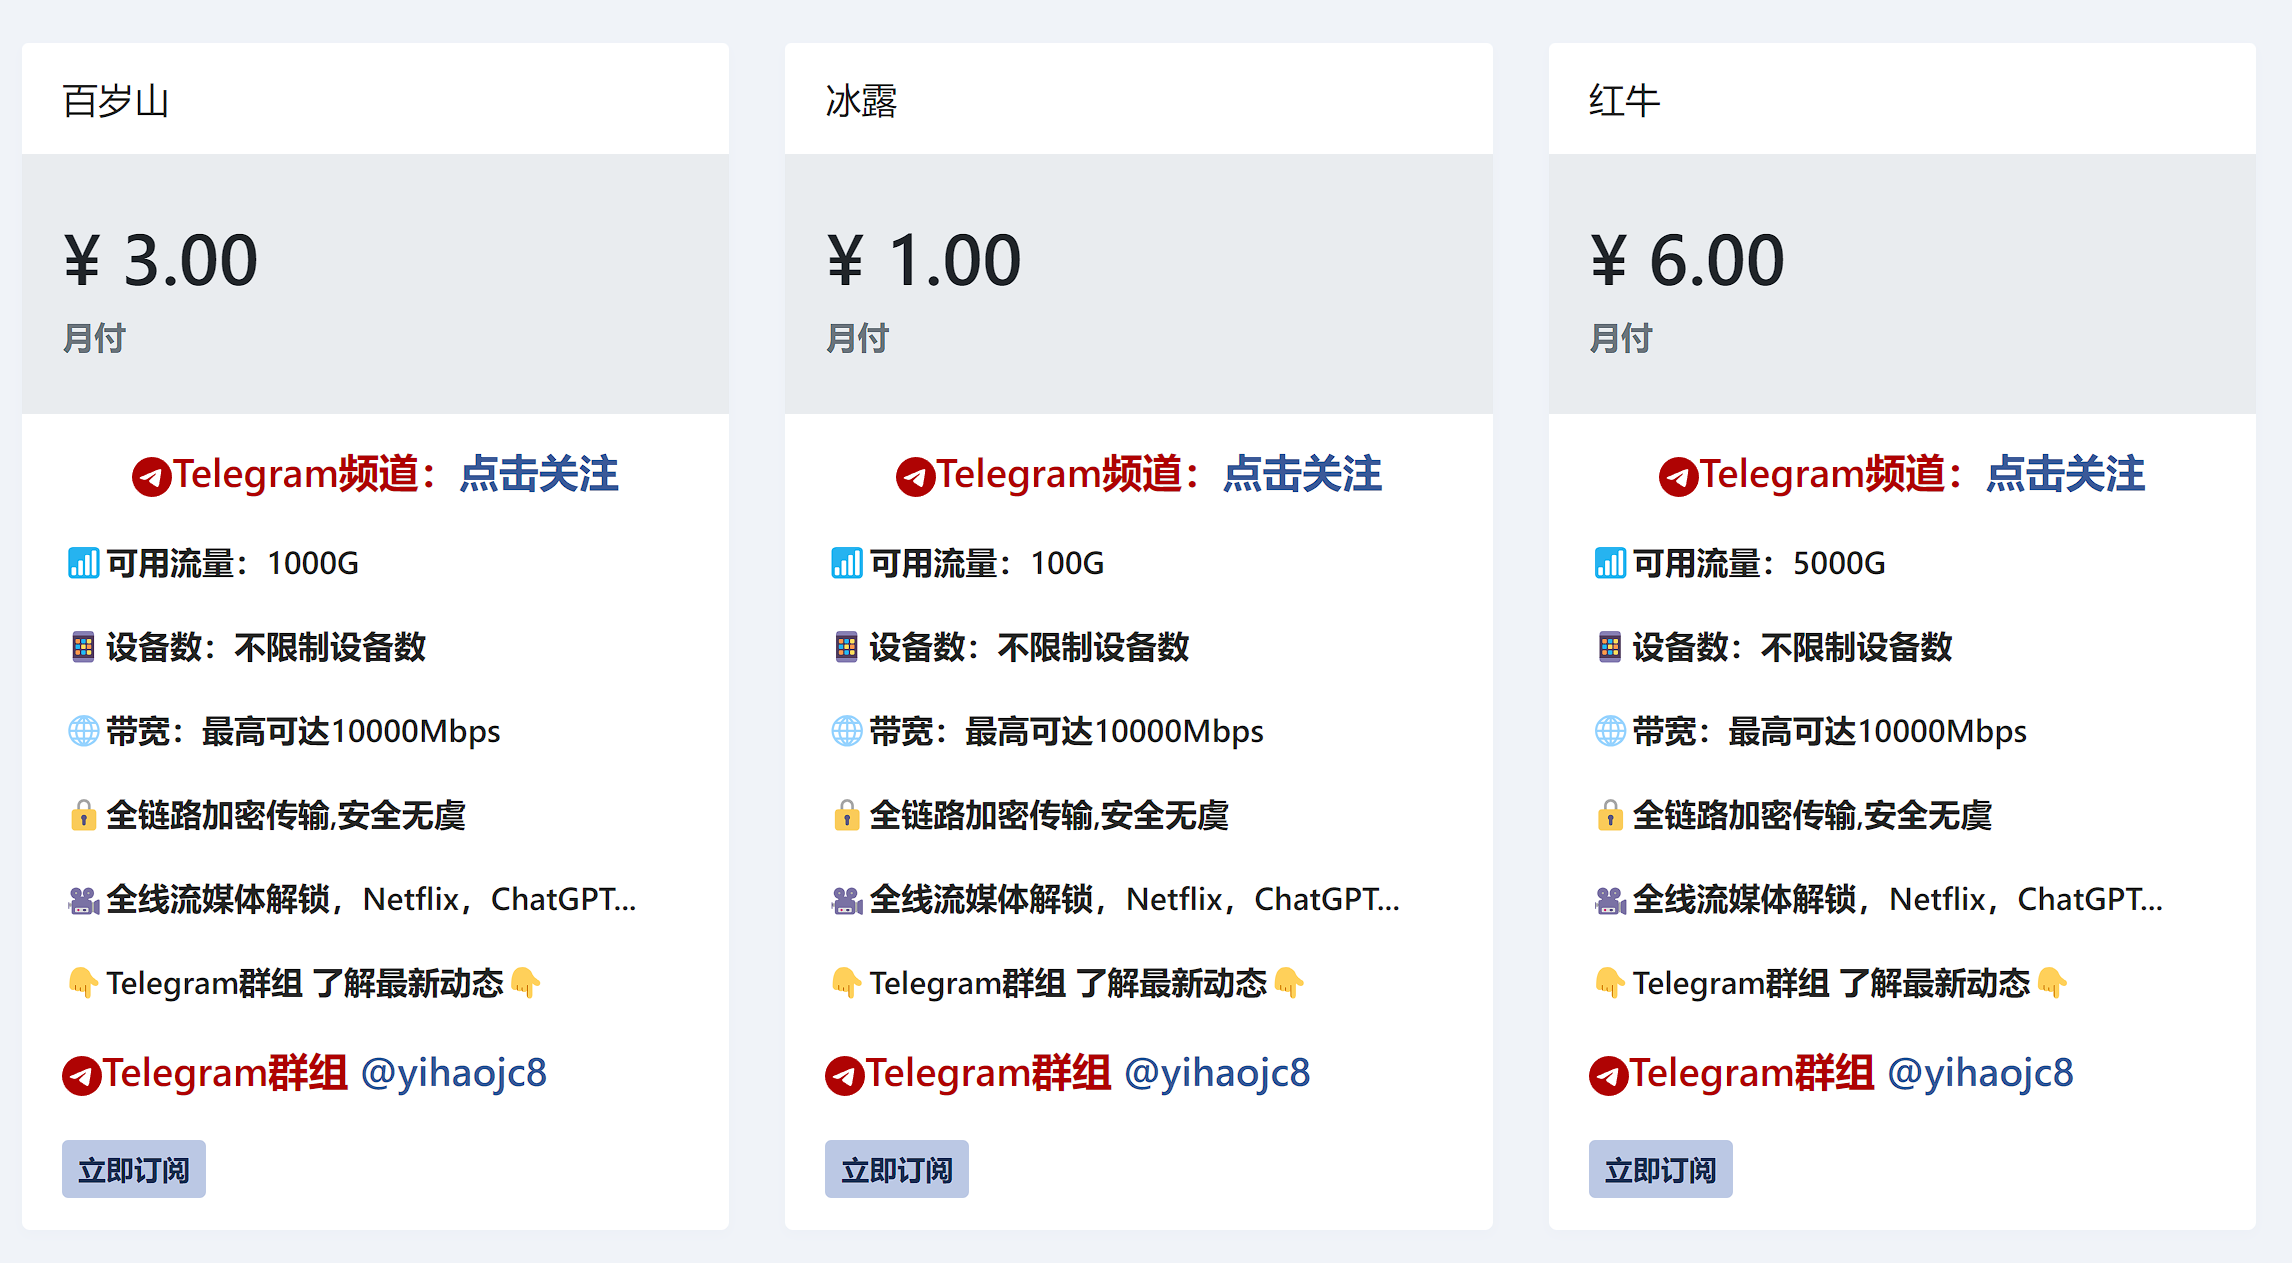 百岁山
¥ 3.00
月付
Telegram频道：点击关注
可用流量：1000G
设备数：不限制设备数
带宽：最高可达10000Mbps
全链路加密传输,安全无虞
全线流媒体解锁，Netflix，ChatGPT...
Telegram群组 了解最新动态
Telegram群组 @yihaojc8
立即订阅
冰露
¥ 1.00
月付
Telegram频道：点击关注
可用流量：100G
设备数：不限制设备数
带宽：最高可达10000Mbps
全链路加密传输,安全无虞
全线流媒体解锁，Netflix，ChatGPT...
Telegram群组 了解最新动态
Telegram群组 @yihaojc8
立即订阅
红牛
¥ 6.00
月付
Telegram频道：点击关注
可用流量：5000G
设备数：不限制设备数
带宽：最高可达10000Mbps
全链路加密传输,安全无虞
全线流媒体解锁，Netflix，ChatGPT...
Telegram群组 了解最新动态
Telegram群组 @yihaojc8
立即订阅